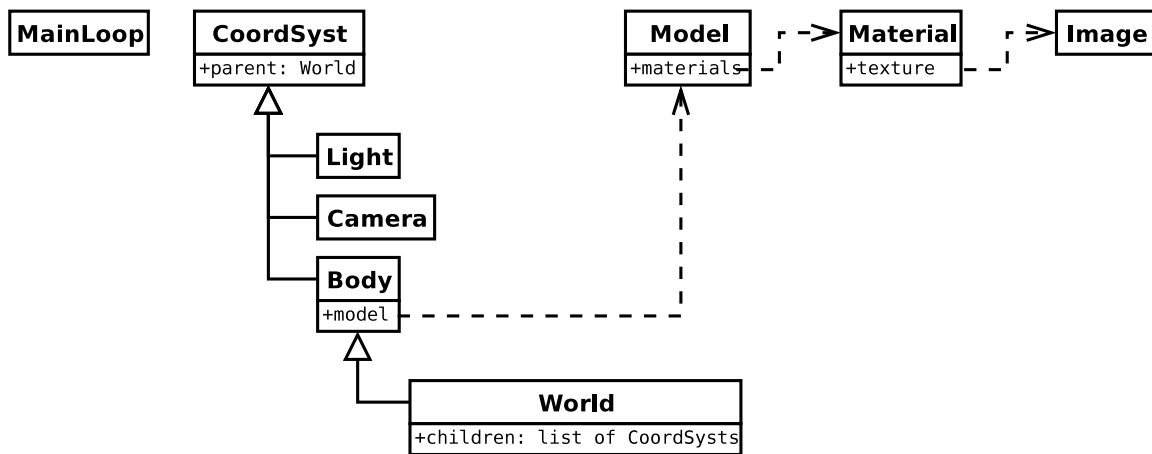 MainLoop
CoordSyst
+parent: World
Light
Camera
Body
+model
World
+children: list of CoordSysts
Model
+materials
Material
+texture
Image